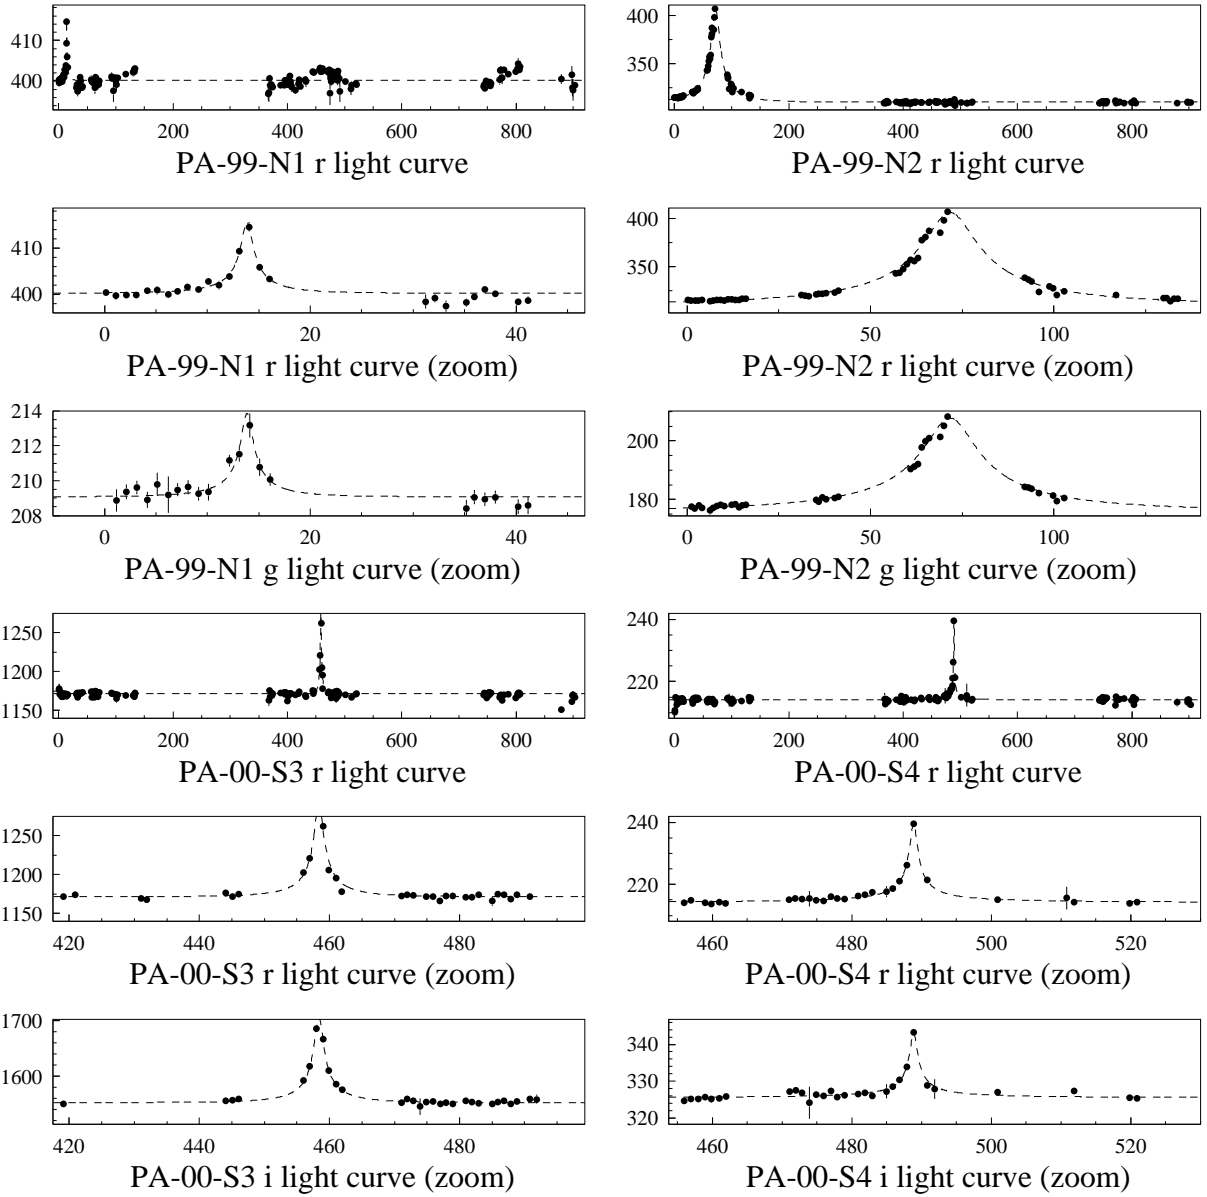 410
400
0 200 400 600 800
PA-99-N1 r light curve
400
350
0 200 400 600 800
PA-99-N2 r light curve
410
400
0 20 40
PA-99-N1 r light curve (zoom)
400
350
0 50 100
PA-99-N2 r light curve (zoom)
214
212
210
208
0 20 40
PA-99-N1 g light curve (zoom)
200
180
0 50 100
PA-99-N2 g light curve (zoom)
1250
1200
1150
0 200 400 600 800
PA-00-S3 r light curve
240
220
0 200 400 600 800
PA-00-S4 r light curve
1250
1200
1150
420 440 460 480
PA-00-S3 r light curve (zoom)
240
220
460 480 500 520
PA-00-S4 r light curve (zoom)
1700
1600
420 440 460 480
PA-00-S3 i light curve (zoom)
340
330
320
460 480 500 520
PA-00-S4 i light curve (zoom)